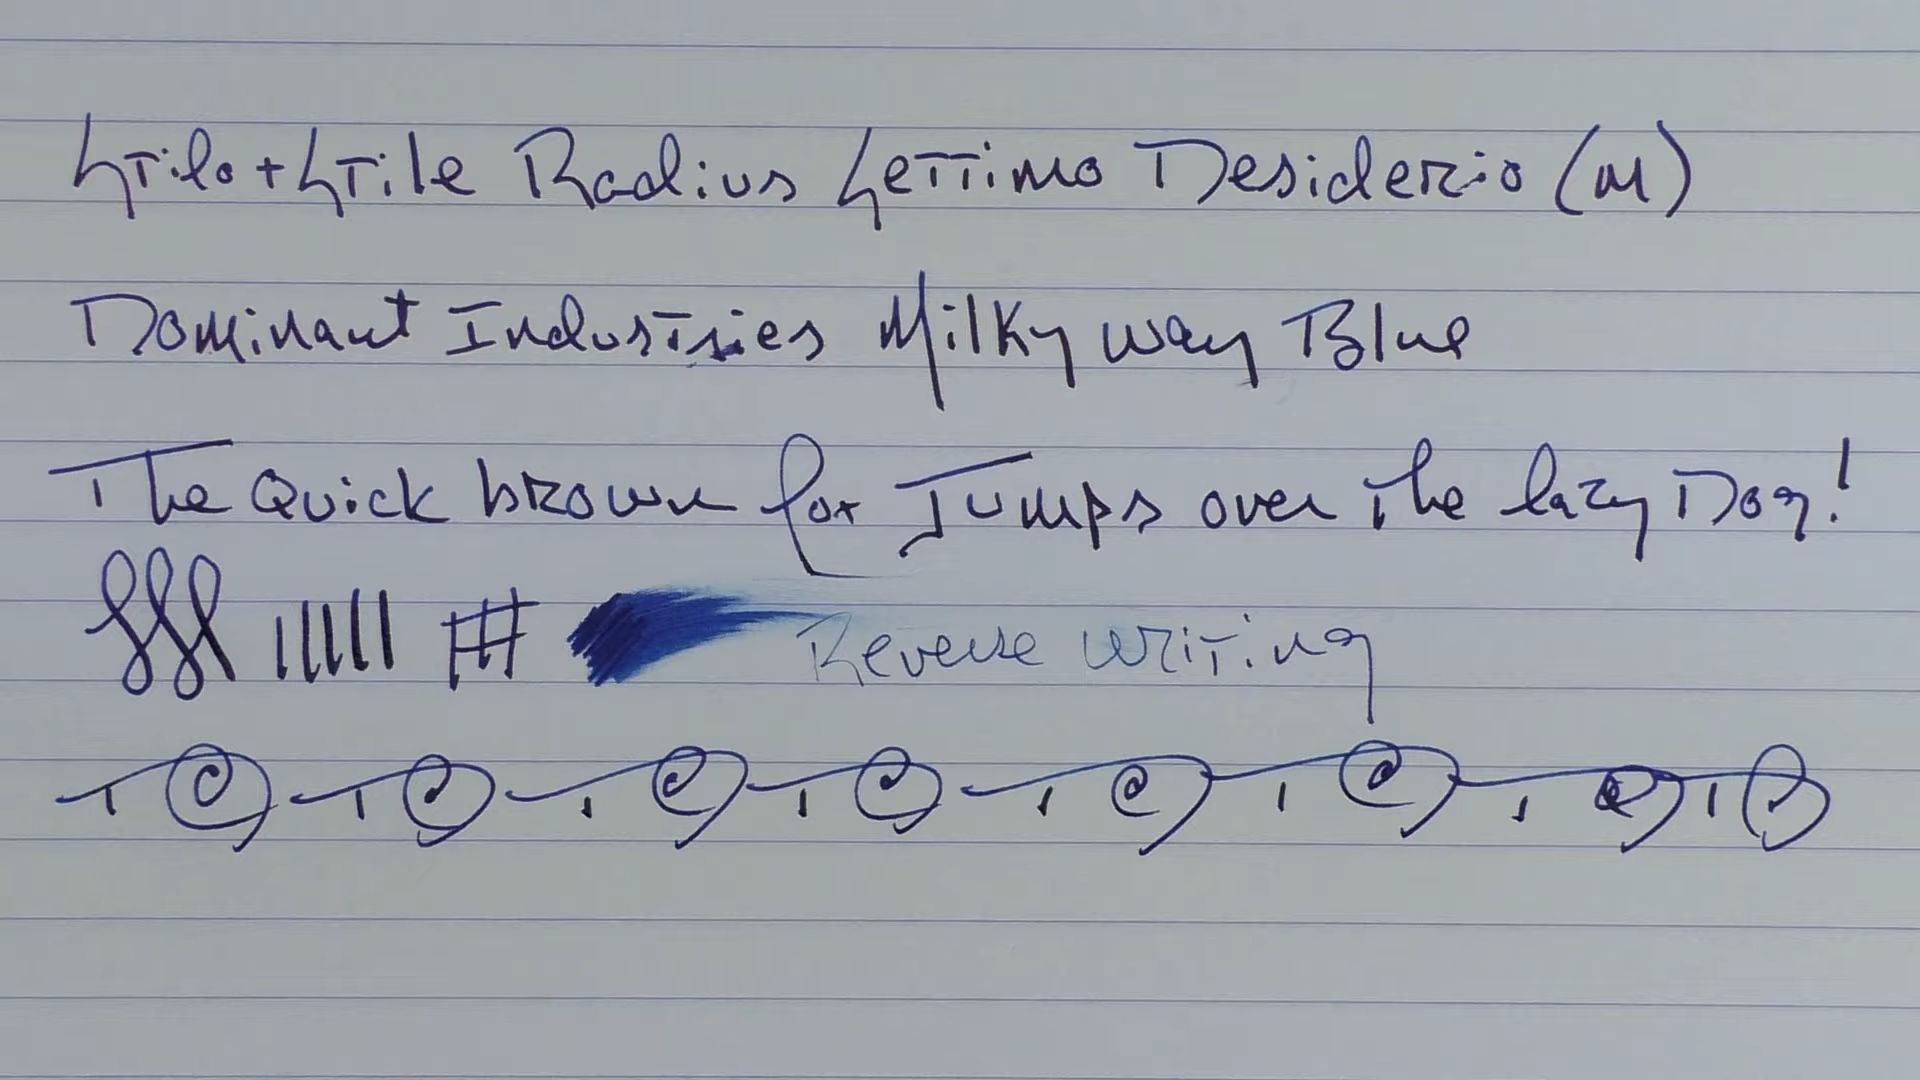 Stilo + Stile Radius Settimo Desiderio (M)
Dominant Industries Milky Way Blue
The Quick brown fox Jumps over The lazy Dog!
Reverse writing